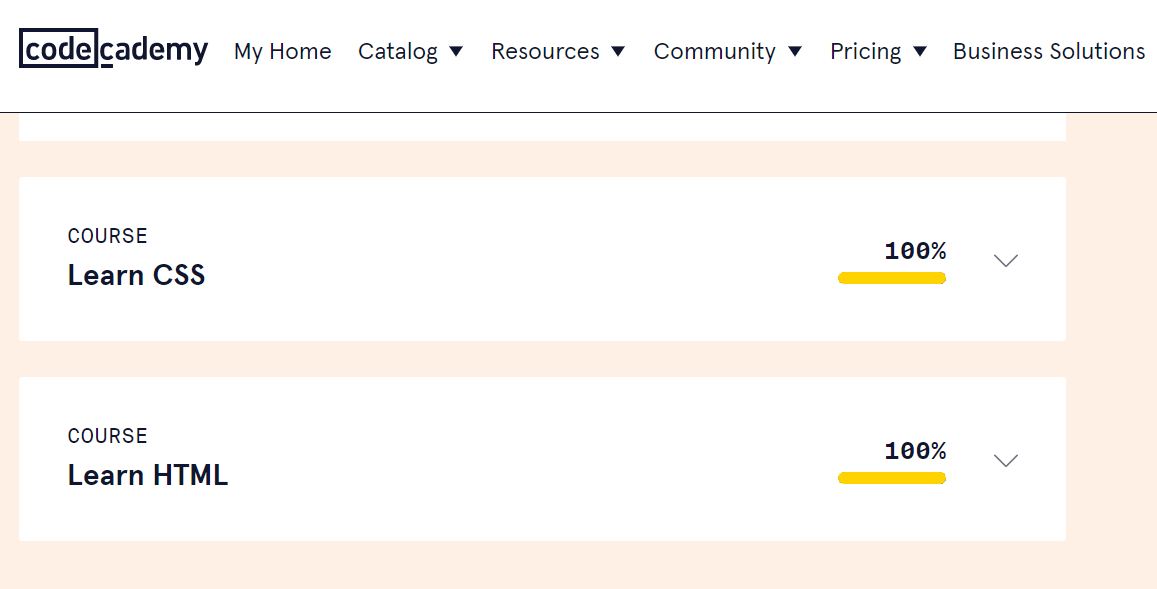 codecademy My Home Catalog Resources Community Pricing Business Solutions
COURSE
Learn CSS
100%
COURSE
Learn HTML
100%